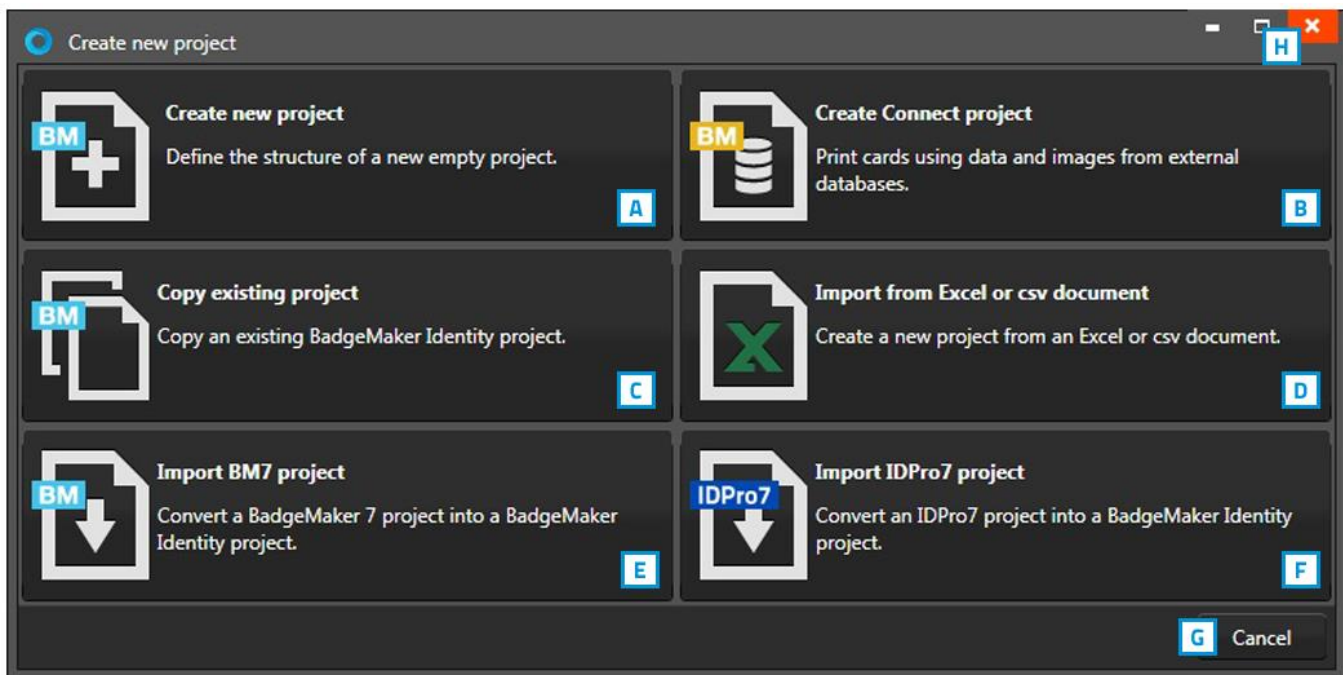 Create new project
H
BM
Create new project
Define the structure of a new empty project.
A
BM
Create Connect project
Print cards using data and images from external
databases.
B
BM
Copy existing project
Copy an existing BadgeMaker Identity project.
C
X
Import from Excel or csv document
Create a new project from an Excel or csv document.
D
BM
Import BM7 project
Convert a BadgeMaker 7 project into a BadgeMaker
Identity project.
E
IDPro7
Import IDPro7 project
Convert an IDPro7 project into a BadgeMaker Identity
project.
F
G
Cancel